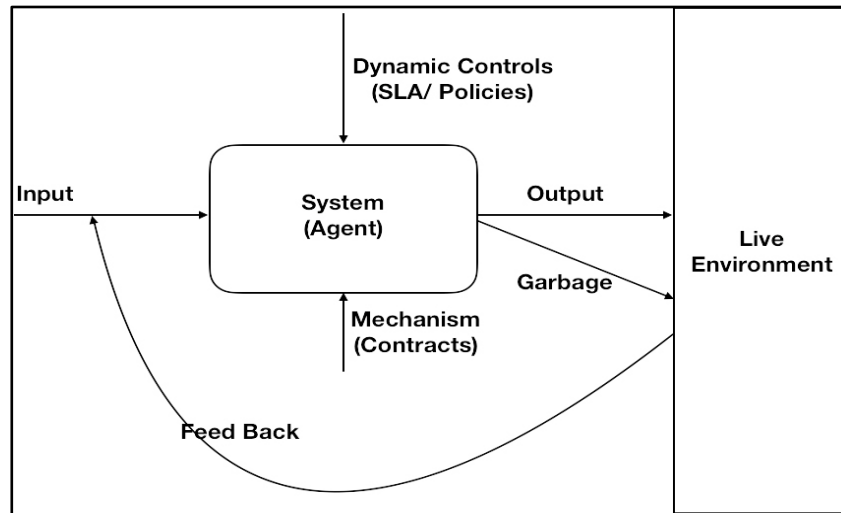 Dynamic Controls
(SLA/ Policies)
Input
System
(Agent)
Output
Live
Environment
Garbage
Mechanism
(Contracts)
Feed Back